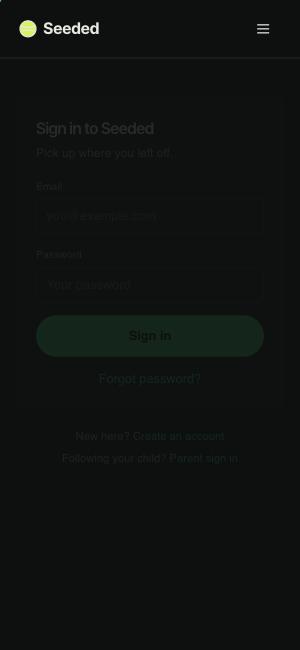 Seeded
Sign in to Seeded
Pick up where you left off.
Email
you@example.com
Password
Your password
Sign in
Forgot password?
New here? Create an account
Following your child? Parent sign in